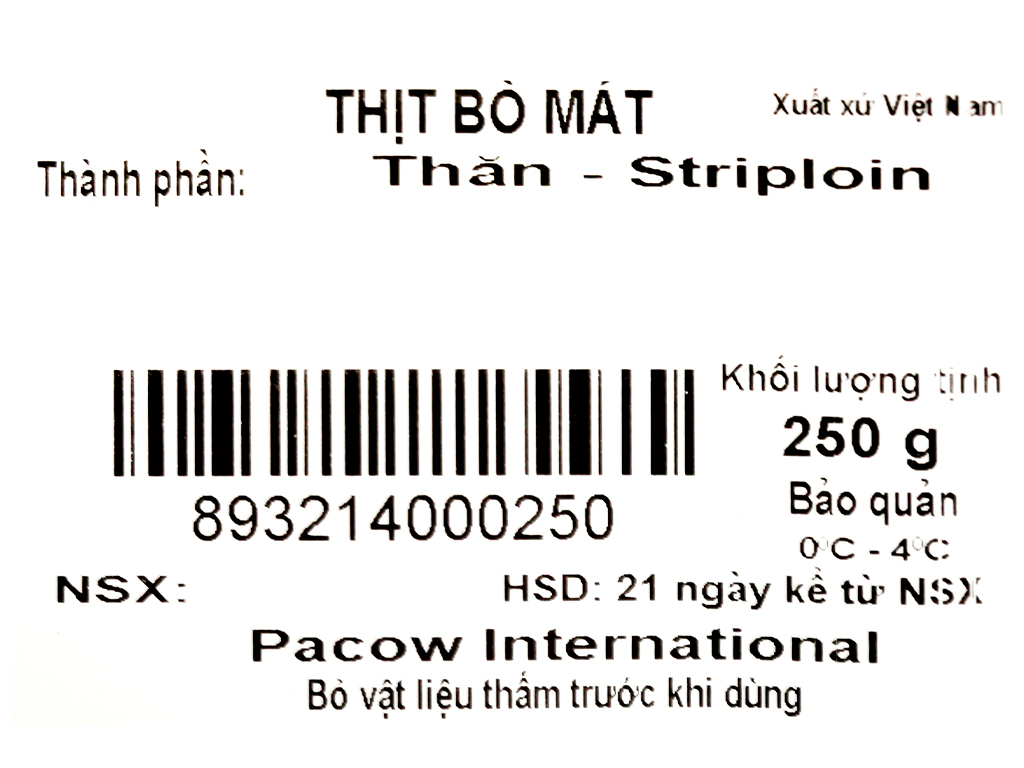 THỊT BÒ MÁT
Xuất xứ Việt Nam
Thành phần: Thăn - Striploin
893214000250
Khối lượng tịnh
250 g
Bảo quản
0°C - 4°C
NSX:
HSD: 21 ngày kể từ NSX
Pacow International
Bỏ vật liệu thấm trước khi dùng